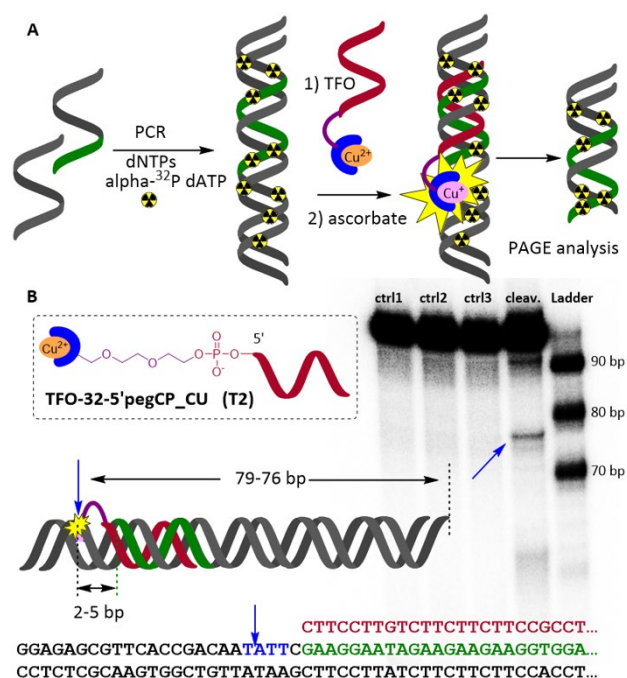 A
PCR
dNTPs
alpha-³²P dATP
1) TFO
Cu²⁺
2) ascorbate
Cu⁺
PAGE analysis
B
ctrl1 ctrl2 ctrl3 cleav. Ladder
Cu²⁺ O O O P O 5'
O
O⁻
TFO-32-5'pegCP_CU (T2)
90 bp
80 bp
70 bp
79-76 bp
2-5 bp
CTTCCTTGTCTTCTTCTTCCGCCT...
GGAGAGCGTTCACCGACAATATTCGAAGGAATAGAAGAAGAAGGTGGA...
CCTCTCGCAAGTGGCTGTTATAAGCTTCCTTATCTTCTTCTTCCACCT...